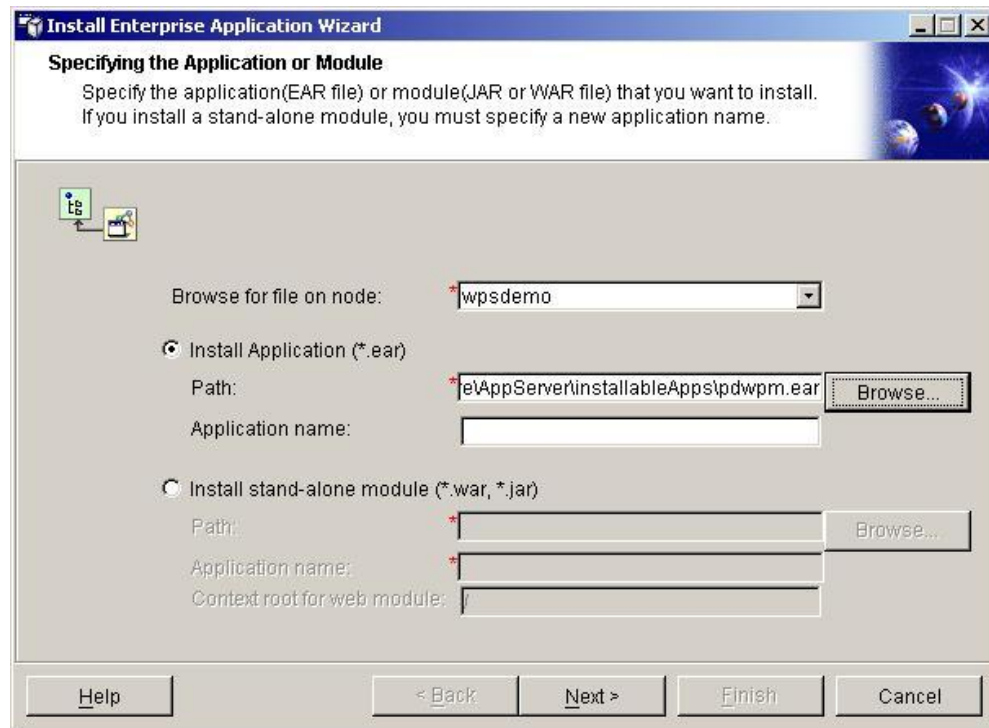 Install Enterprise Application Wizard
Specifying the Application or Module
Specify the application(EAR file) or module(JAR or WAR file) that you want to install.
If you install a stand-alone module, you must specify a new application name.
Browse for file on node: *wpsdemo
Install Application (*.ear)
Path: *e\AppServer\installableApps\pdwpm.ear Browse...
Application name:
Install stand-alone module (*.war, *.jar)
Path: * Browse...
Application name: *
Context root for web module: /
Help < Back Next > Finish Cancel